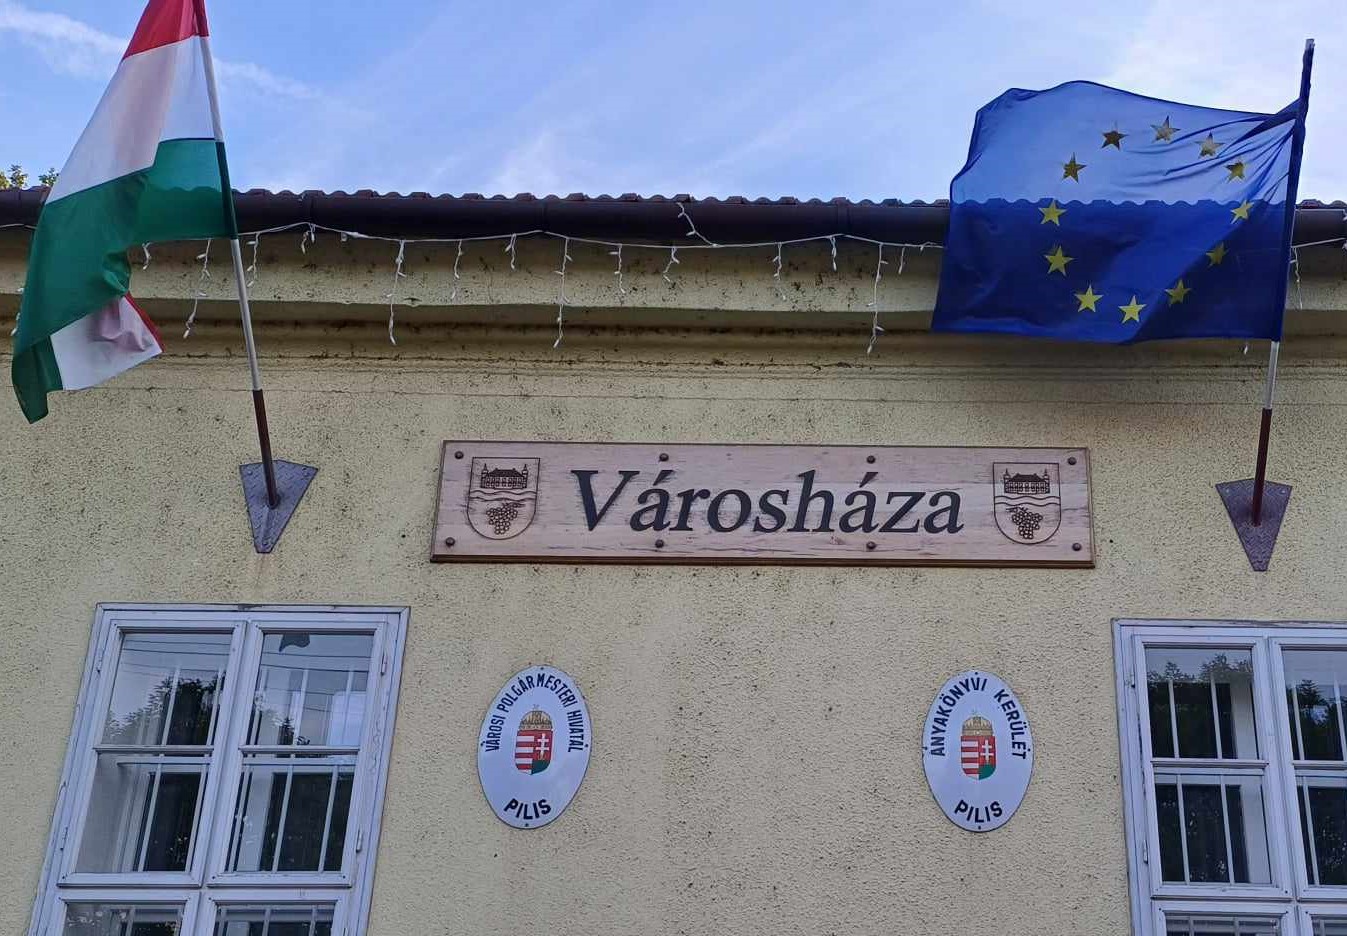 Városháza
VÁROSI POLGÁRMESTERI HIVATAL
PILIS
ANYAKÖNYVI KERÜLET
PILIS